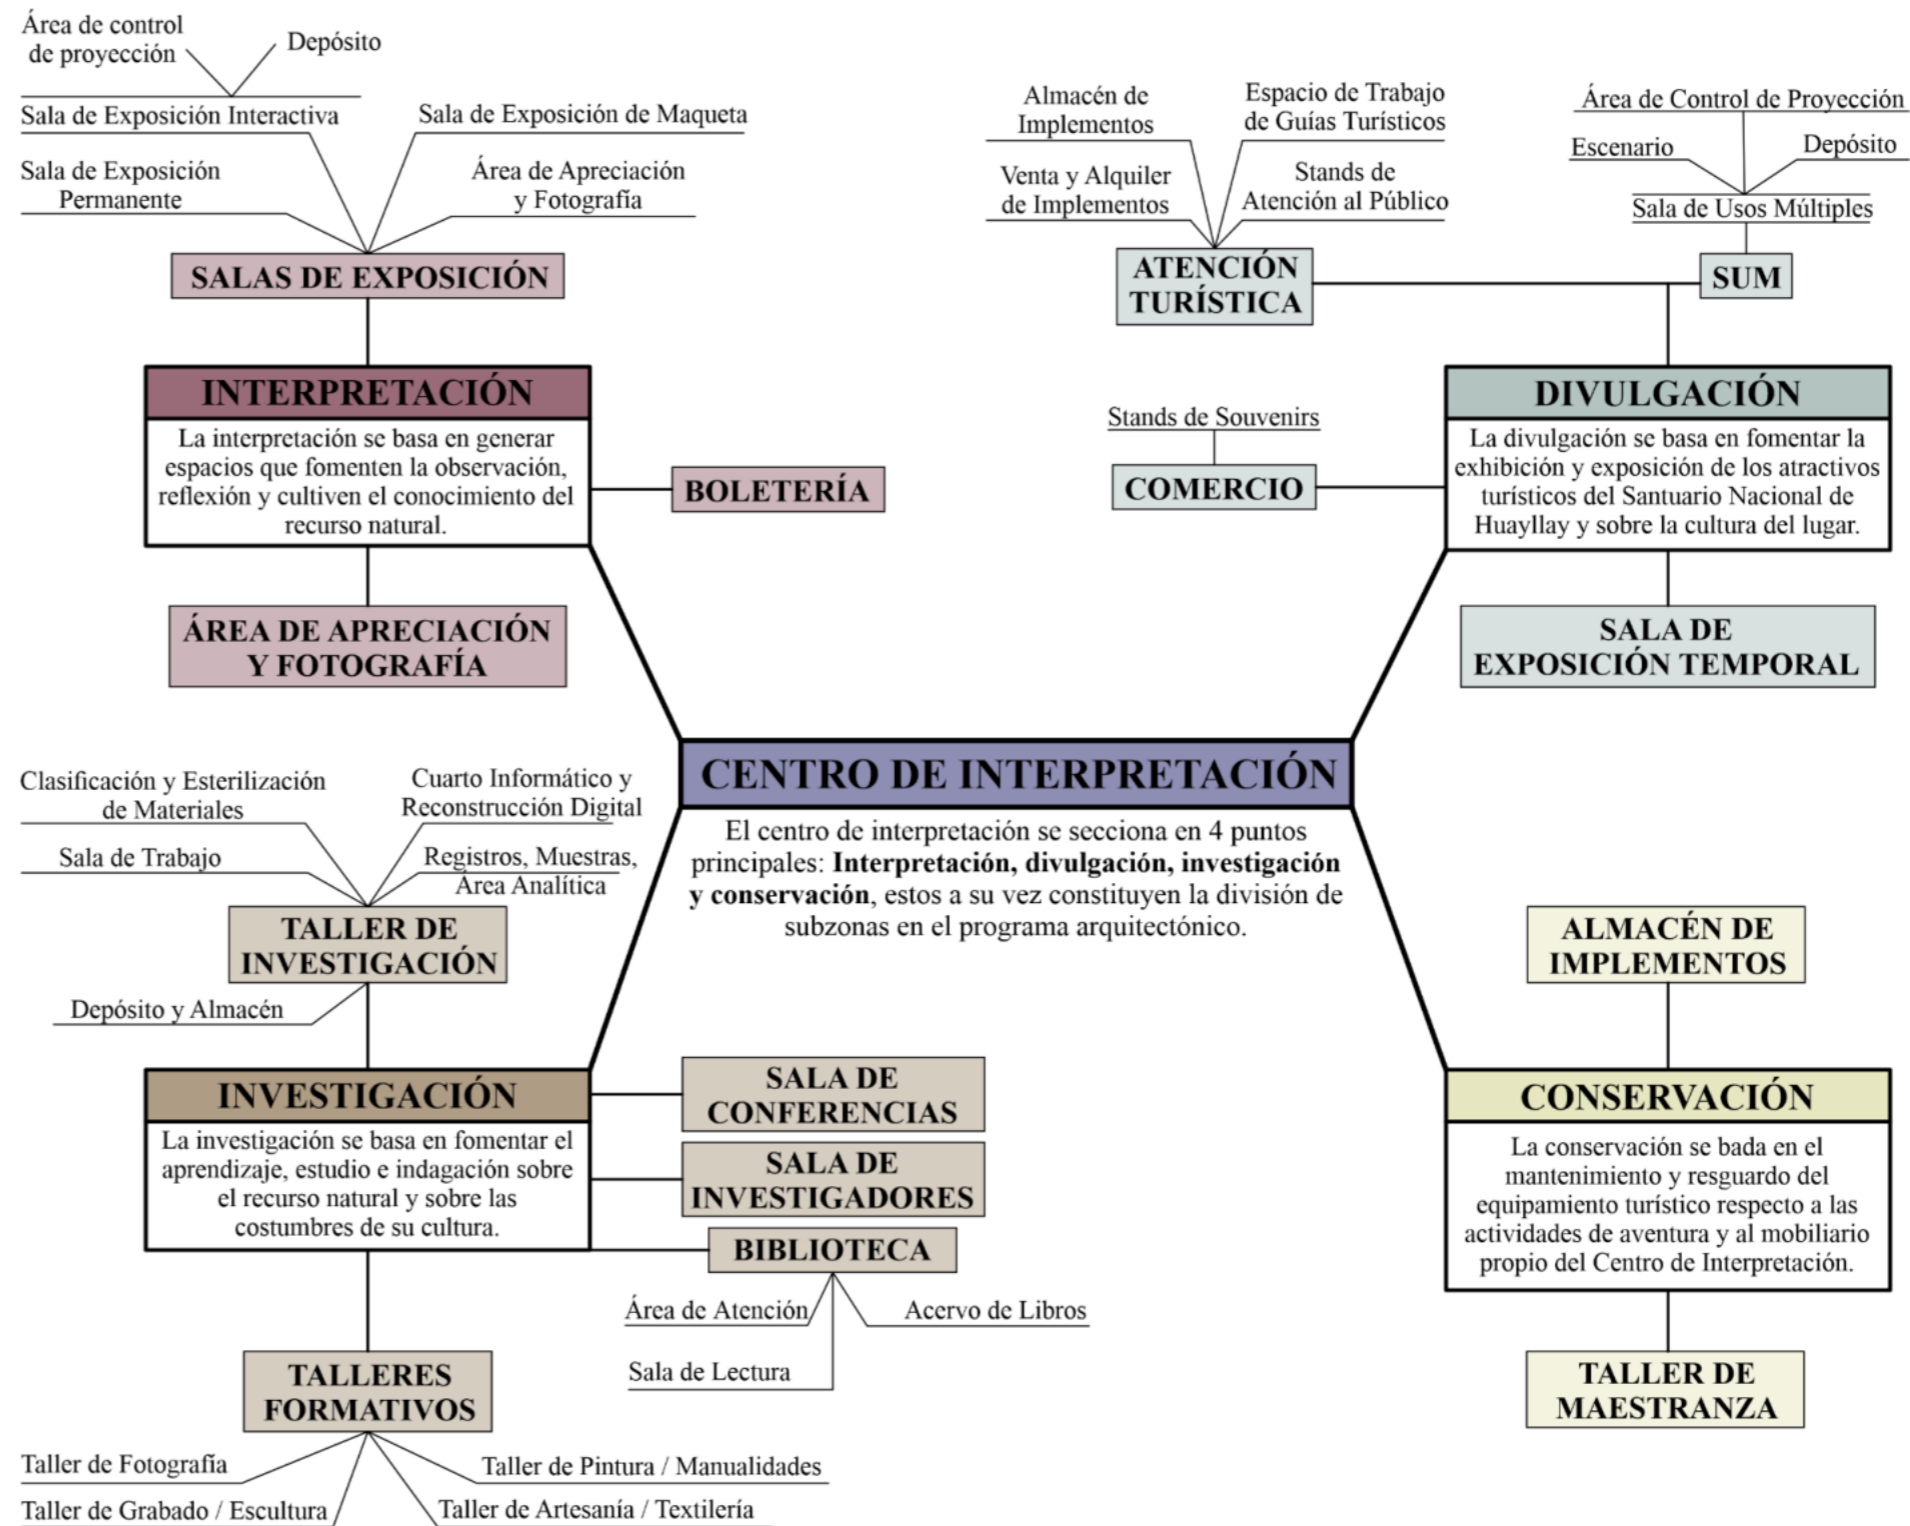 Área de control
de proyección
Depósito
Sala de Exposición Interactiva
Sala de Exposición de Maqueta
Sala de Exposición
Permanente
Área de Apreciación
y Fotografía
SALAS DE EXPOSICIÓN
INTERPRETACIÓN
La interpretación se basa en generar
espacios que fomenten la observación,
reflexión y cultiven el conocimiento del
recurso natural.
BOLETERÍA
ÁREA DE APRECIACIÓN
Y FOTOGRAFÍA
Almacén de
Implementos
Espacio de Trabajo
de Guías Turísticos
Venta y Alquiler
de Implementos
Stands de
Atención al Público
ATENCIÓN
TURÍSTICA
Área de Control de Proyección
Escenario
Depósito
Sala de Usos Múltiples
SUM
DIVULGACIÓN
La divulgación se basa en fomentar la
exhibición y exposición de los atractivos
turísticos del Santuario Nacional de
Huayllay y sobre la cultura del lugar.
Stands de Souvenirs
COMERCIO
SALA DE
EXPOSICIÓN TEMPORAL
CENTRO DE INTERPRETACIÓN
El centro de interpretación se secciona en 4 puntos
principales: Interpretación, divulgación, investigación
y conservación, estos a su vez constituyen la división de
subzonas en el programa arquitectónico.
Clasificación y Esterilización
de Materiales
Cuarto Informático y
Reconstrucción Digital
Sala de Trabajo
Registros, Muestras,
Área Analítica
TALLER DE
INVESTIGACIÓN
Depósito y Almacén
INVESTIGACIÓN
La investigación se basa en fomentar el
aprendizaje, estudio e indagación sobre
el recurso natural y sobre las
costumbres de su cultura.
SALA DE
CONFERENCIAS
SALA DE
INVESTIGADORES
BIBLIOTECA
Área de Atención
Acervo de Libros
Sala de Lectura
TALLERES
FORMATIVOS
Taller de Fotografía
Taller de Pintura / Manualidades
Taller de Grabado / Escultura
Taller de Artesanía / Textilería
ALMACÉN DE
IMPLEMENTOS
CONSERVACIÓN
La conservación se bada en el
mantenimiento y resguardo del
equipamiento turístico respecto a las
actividades de aventura y al mobiliario
propio del Centro de Interpretación.
TALLER DE
MAESTRANZA